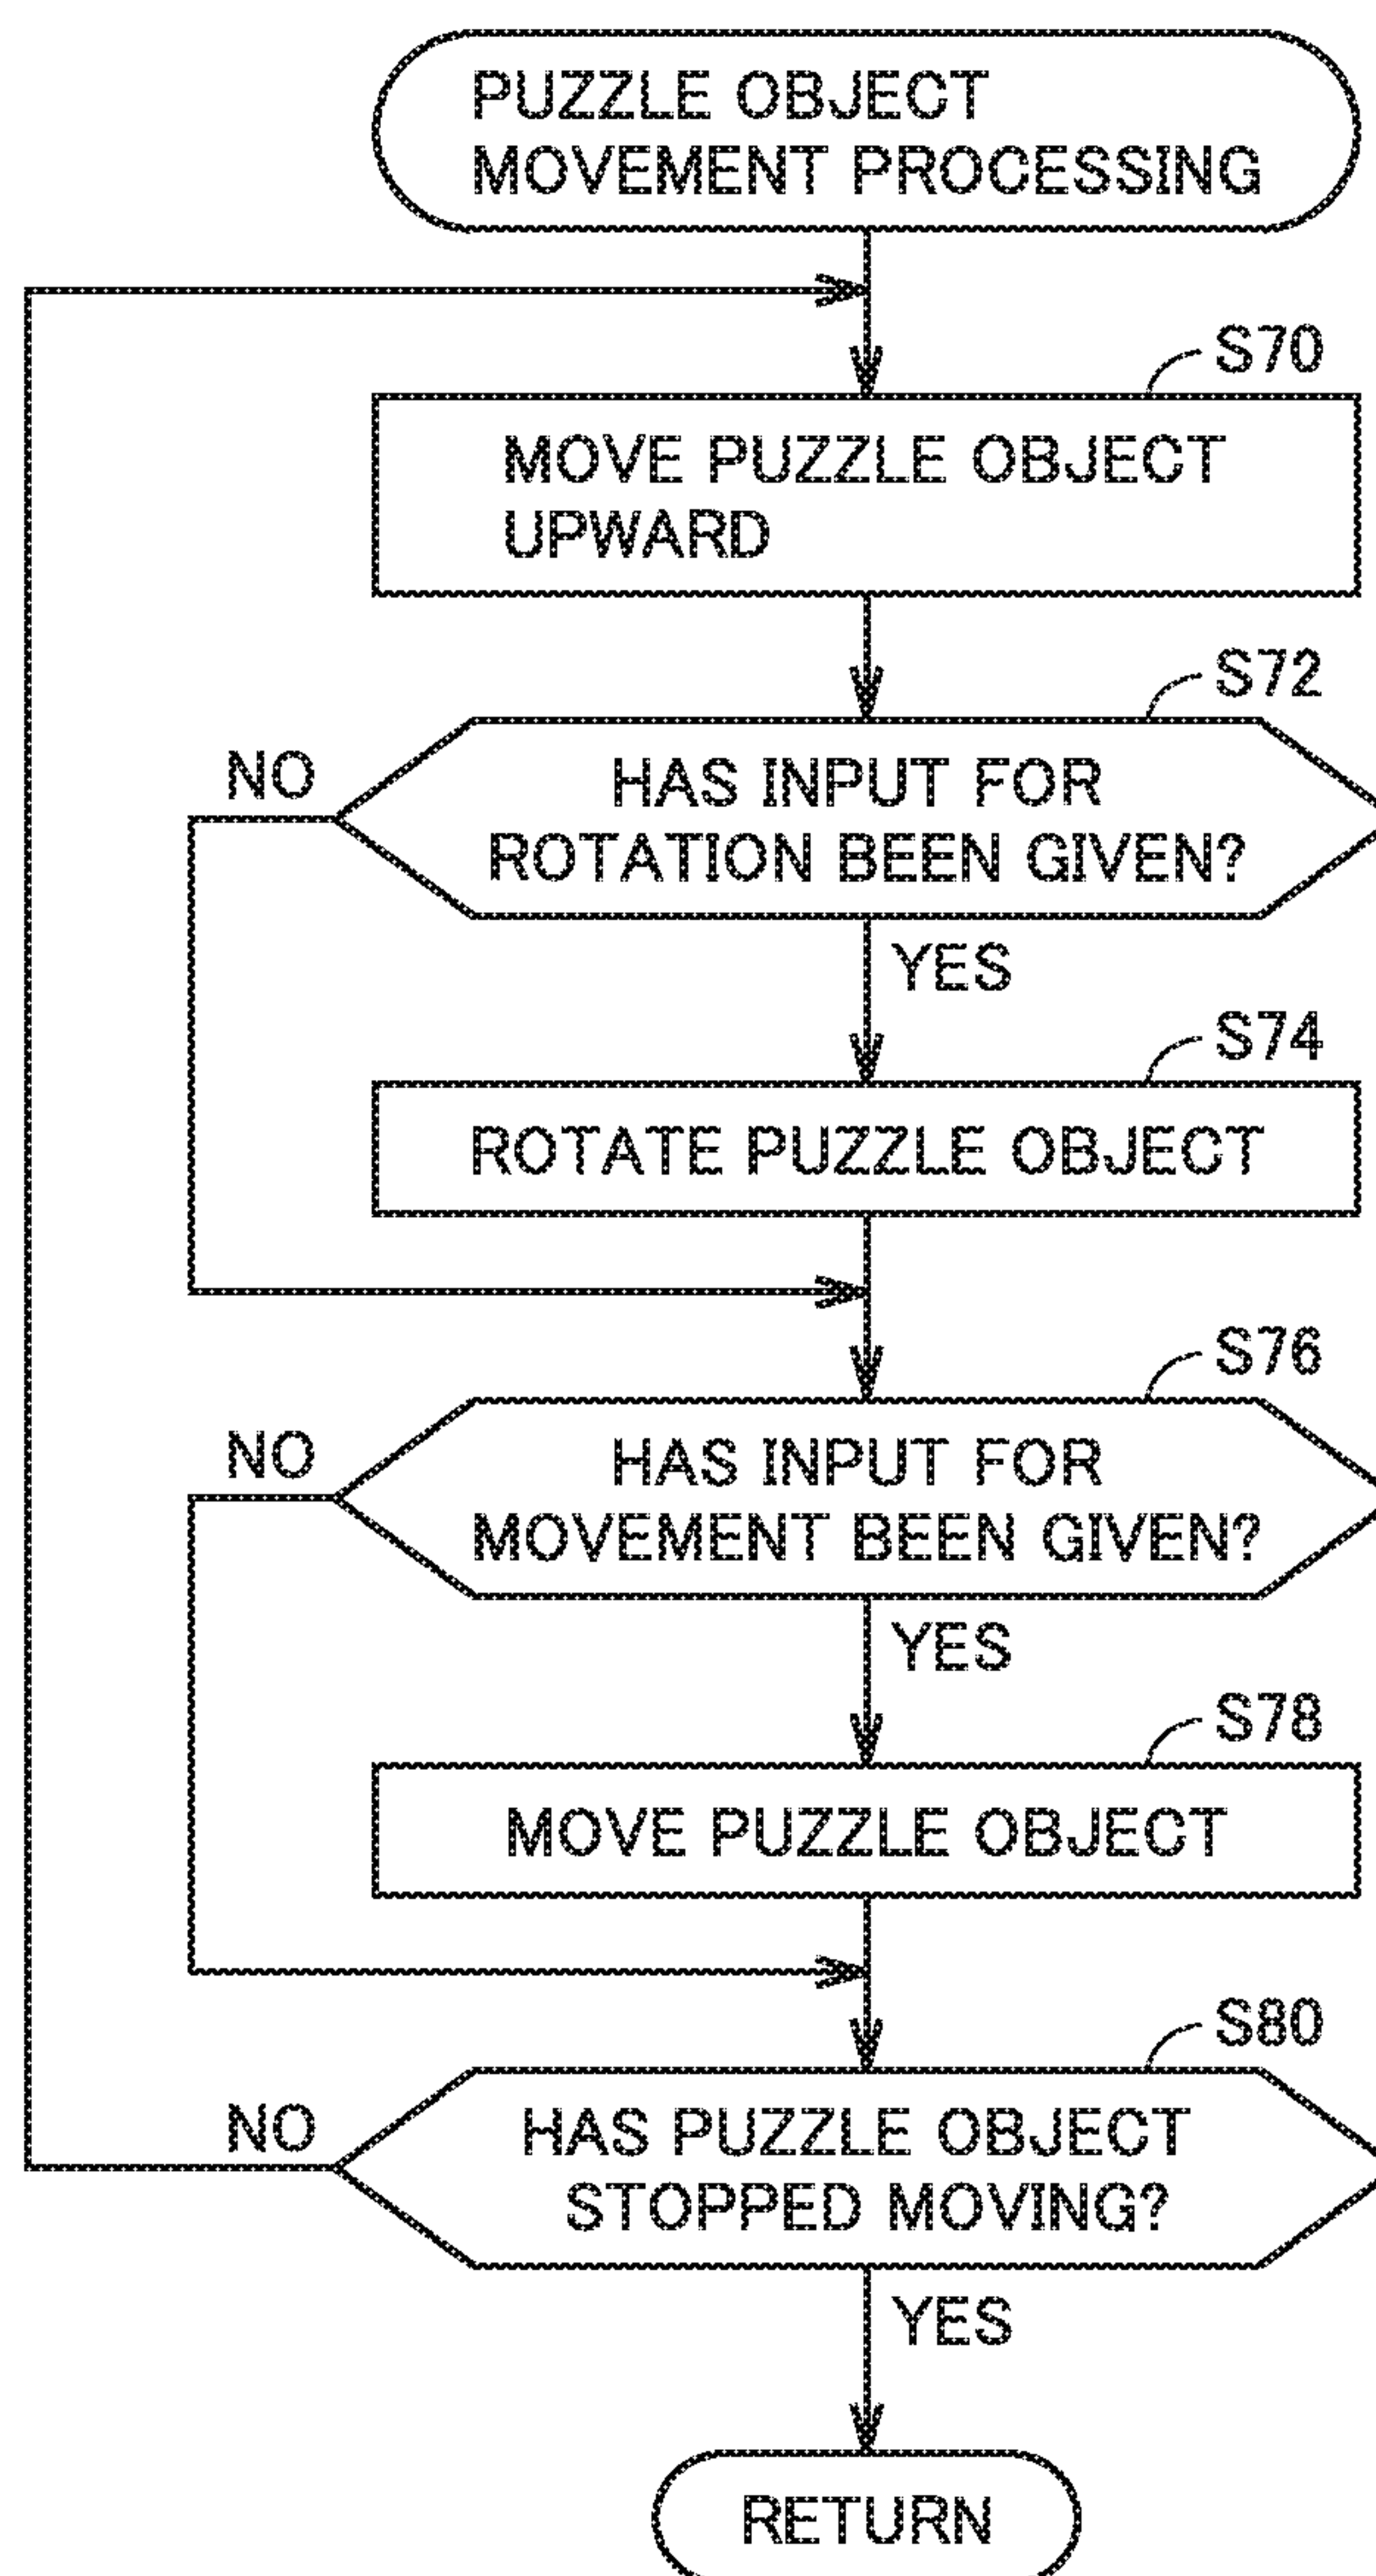 PUZZLE OBJECT
MOVEMENT PROCESSING
S70
MOVE PUZZLE OBJECT
UPWARD
S72
NO
HAS INPUT FOR
ROTATION BEEN GIVEN?
YES
S74
ROTATE PUZZLE OBJECT
S76
NO
HAS INPUT FOR
MOVEMENT BEEN GIVEN?
YES
S78
MOVE PUZZLE OBJECT
S80
NO
HAS PUZZLE OBJECT
STOPPED MOVING?
YES
RETURN